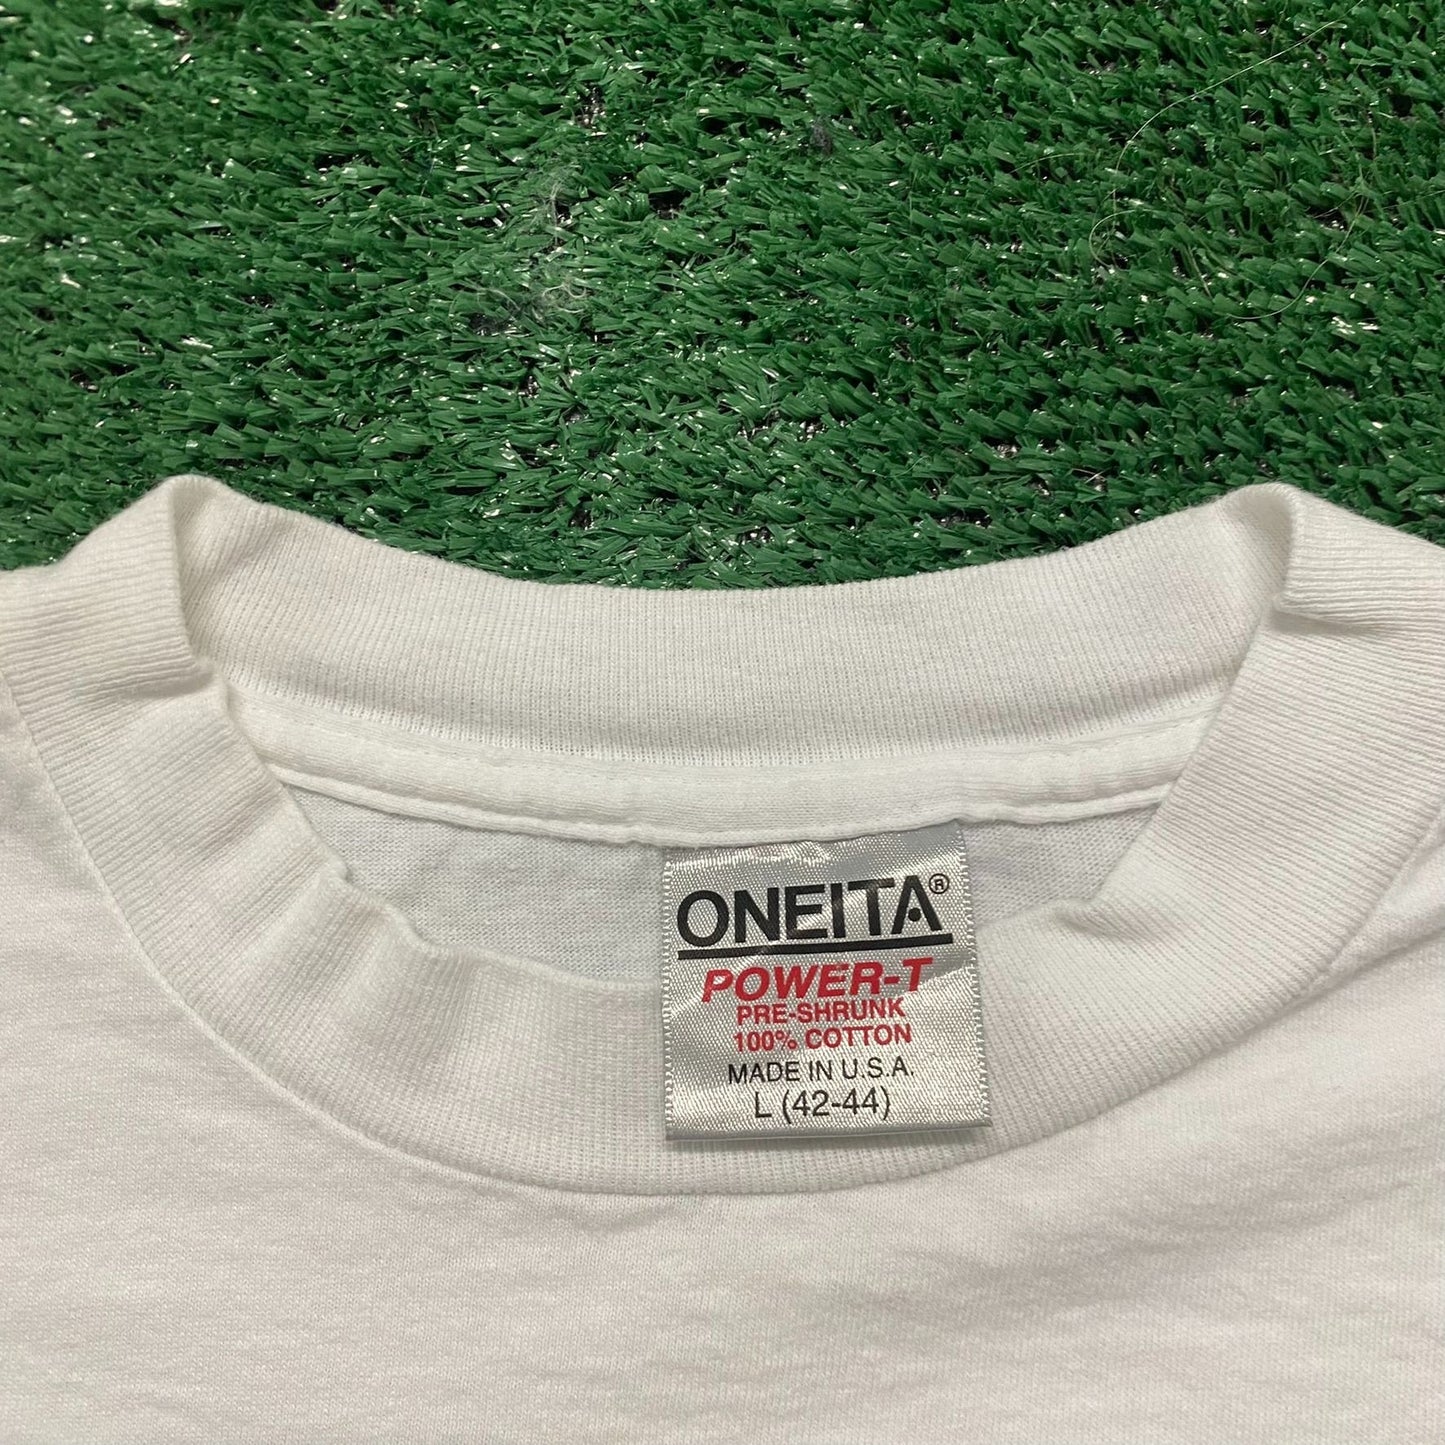 ONEITA®
POWER-T
PRE-SHRUNK
100% COTTON
MADE IN U.S.A.
L (42-44)